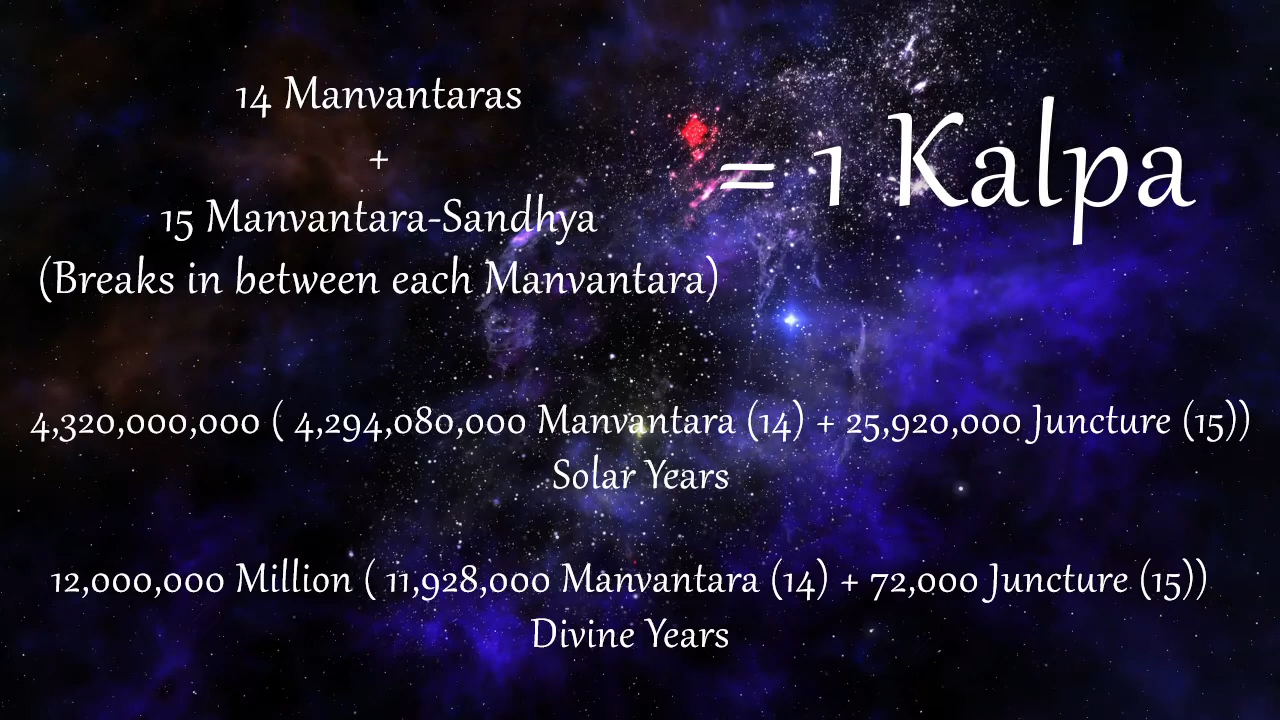 14 Manvantaras
+
15 Manvantara-Sandhya
(Breaks in between each Manvantara)
= 1 Kalpa
4,320,000,000 ( 4,294,080,000 Manvantara (14) + 25,920,000 Juncture (15))
Solar Years
12,000,000 Million ( 11,928,000 Manvantara (14) + 72,000 Juncture (15))
Divine Years